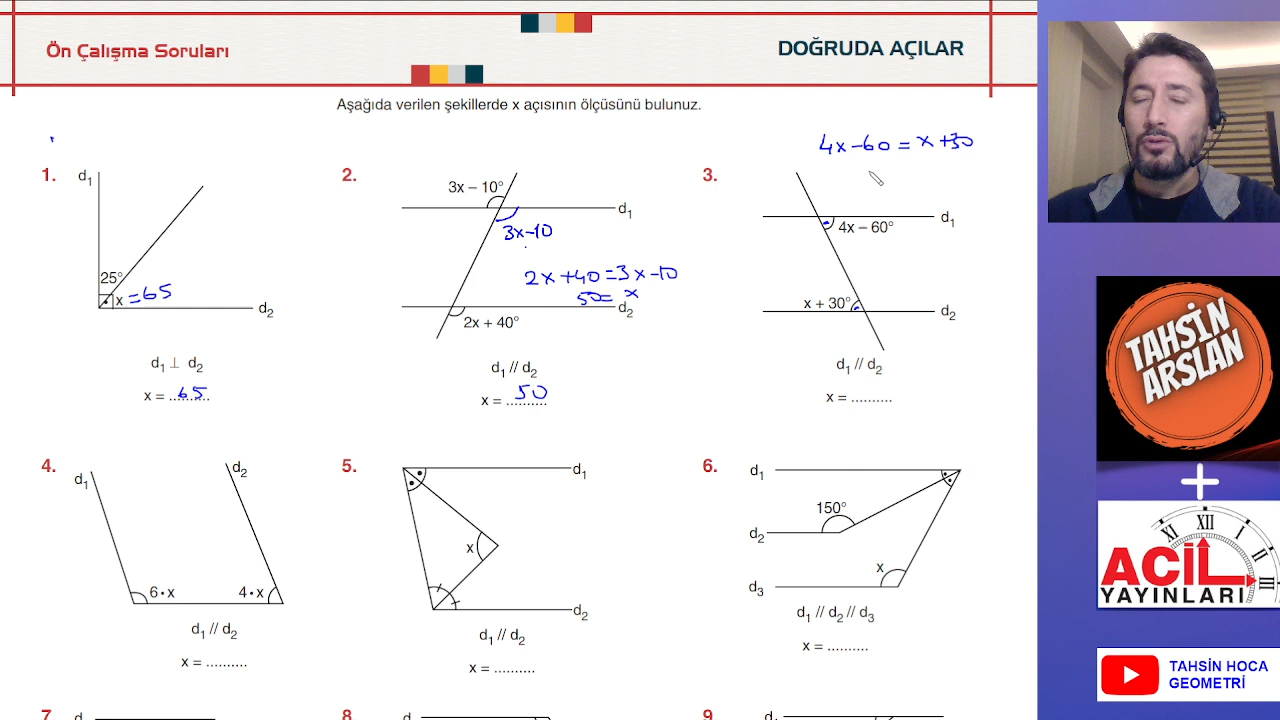 Ön Çalışma Soruları
DOĞRUDA AÇILAR
Aşağıda verilen şekillerde x açısının ölçüsünü bulunuz.
1.
d1
25°
x = 65
d2
d1 ⊥ d2
x = ..65..
2.
3x – 10°
d1
3x-10
2x+40=3x-10
50= x
d2
2x + 40°
d1 // d2
x = ..50..
4x-60 = x+30
3.
d1
4x – 60°
x + 30°
d2
d1 // d2
x = ..........
4.
d1
d2
6•x
4•x
d1 // d2
x = ..........
5.
d1
x
d2
d1 // d2
x = ..........
6.
d1
150°
d2
x
d3
d1 // d2 // d3
x = ..........
7
8
9
TAHSİN
ARSLAN
+
XI XII I II III
ACİL
YAYINLARI
TAHSİN HOCA
GEOMETRİ